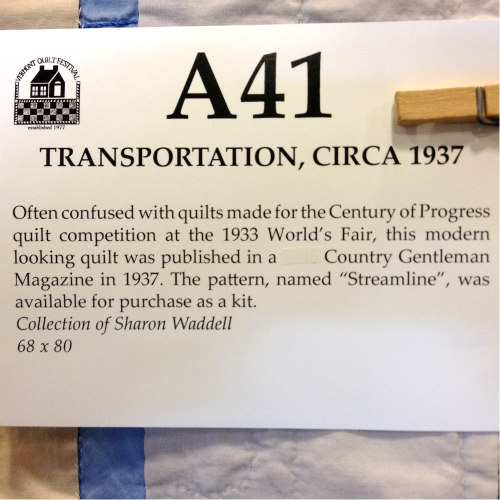 VERMONT QUILT FESTIVAL
established 1977
A41
TRANSPORTATION, CIRCA 1937
Often confused with quilts made for the Century of Progress
quilt competition at the 1933 World's Fair, this modern
looking quilt was published in a Country Gentleman
Magazine in 1937. The pattern, named "Streamline", was
available for purchase as a kit.
Collection of Sharon Waddell
68 x 80